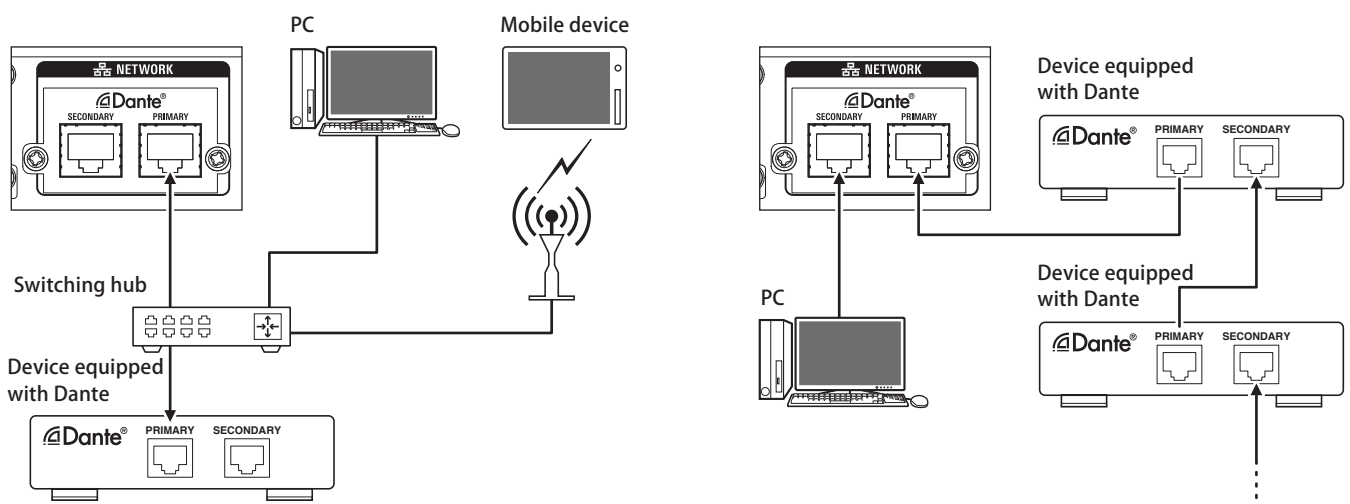 PC
Mobile device
NETWORK
Dante®
SECONDARY PRIMARY
Switching hub
Device equipped
with Dante
Dante® PRIMARY SECONDARY
NETWORK
Dante®
SECONDARY PRIMARY
Device equipped
with Dante
Dante® PRIMARY SECONDARY
Device equipped
with Dante
Dante® PRIMARY SECONDARY
PC